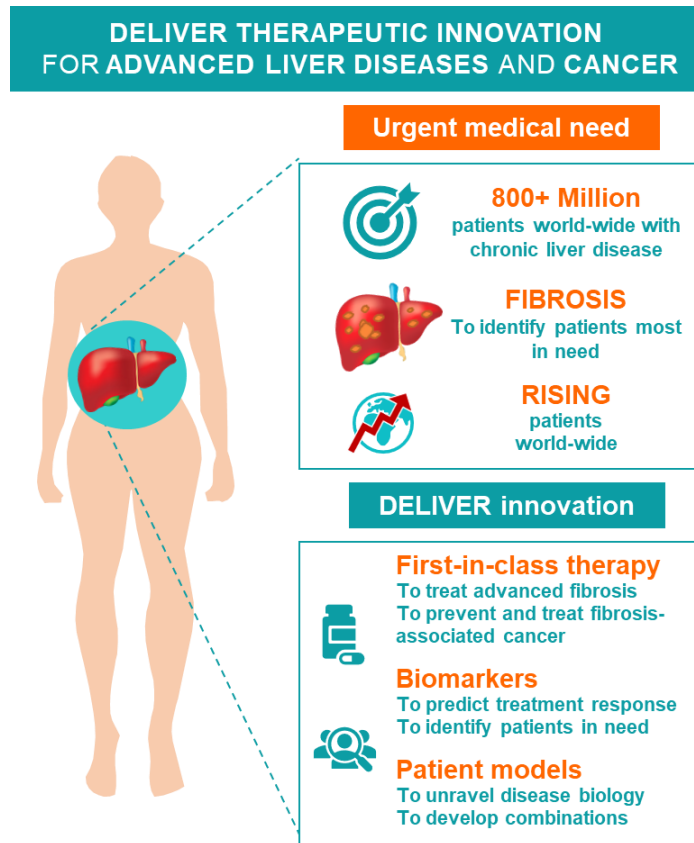 DELIVER THERAPEUTIC INNOVATION
FOR ADVANCED LIVER DISEASES AND CANCER
Urgent medical need
800+ Million
patients world-wide with
chronic liver disease
FIBROSIS
To identify patients most
in need
RISING
patients
world-wide
DELIVER innovation
First-in-class therapy
To treat advanced fibrosis
To prevent and treat fibrosis-
associated cancer
Biomarkers
To predict treatment response
To identify patients in need
Patient models
To unravel disease biology
To develop combinations